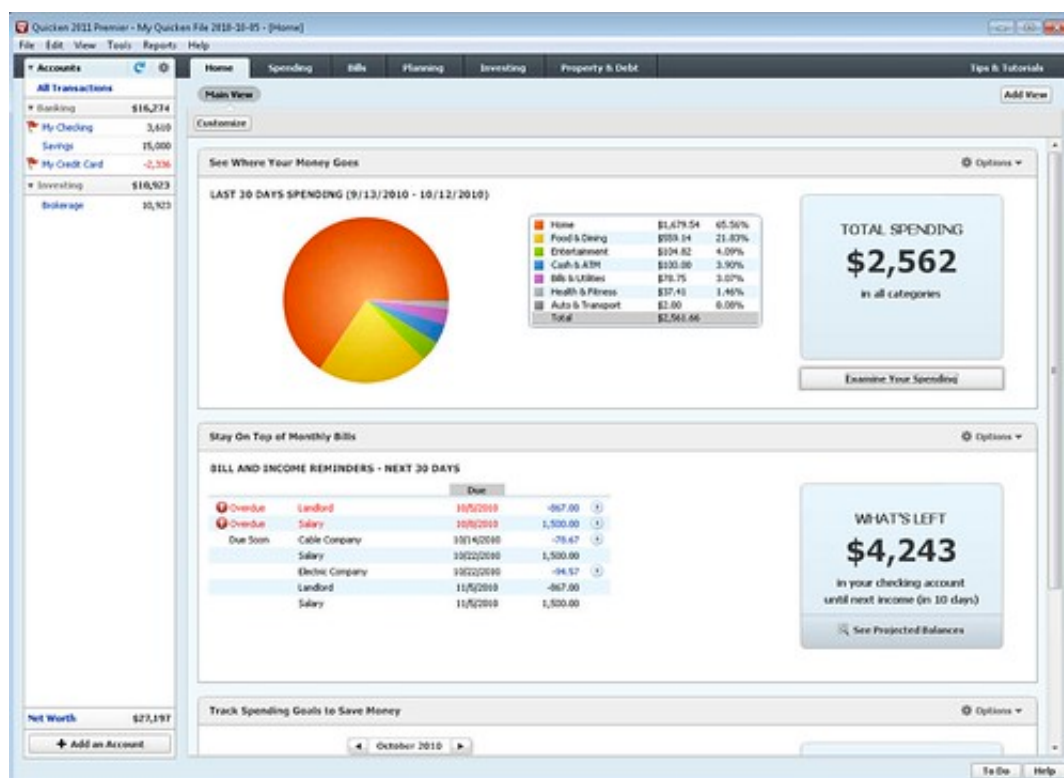 Quicken 2011 Premier - My Quicken File 2010-10-05 - [Home]
File Edit View Tools Reports Help
Accounts
All Transactions
Banking $16,274
My Checking 3,610
Savings 15,000
My Credit Card -2,336
Investing $10,923
Brokerage 10,923
Net Worth $27,197
Add an Account
Home Spending Bills Planning Investing Property & Debt Tips & Tutorials
Main View Add View
Customize
See Where Your Money Goes Options
LAST 30 DAYS SPENDING (9/13/2010 - 10/12/2010)
Home $1,679.54 65.56%
Food & Dining $559.14 21.83%
Entertainment $104.82 4.09%
Cash & ATM $100.00 3.90%
Bills & Utilities $78.75 3.07%
Health & Fitness $37.41 1.46%
Auto & Transport $2.00 0.08%
Total $2,561.66
TOTAL SPENDING
$2,562
in all categories
Examine Your Spending
Stay On Top of Monthly Bills Options
BILL AND INCOME REMINDERS - NEXT 30 DAYS
Due
Overdue Landlord 10/5/2010 -867.00
Overdue Salary 10/8/2010 1,500.00
Due Soon Cable Company 10/14/2010 -78.67
Salary 10/22/2010 1,500.00
Electric Company 10/22/2010 -94.57
Landlord 11/5/2010 -867.00
Salary 11/5/2010 1,500.00
WHAT'S LEFT
$4,243
in your checking account
until next income (in 10 days)
See Projected Balances
Track Spending Goals to Save Money Options
October 2010
To Do Help